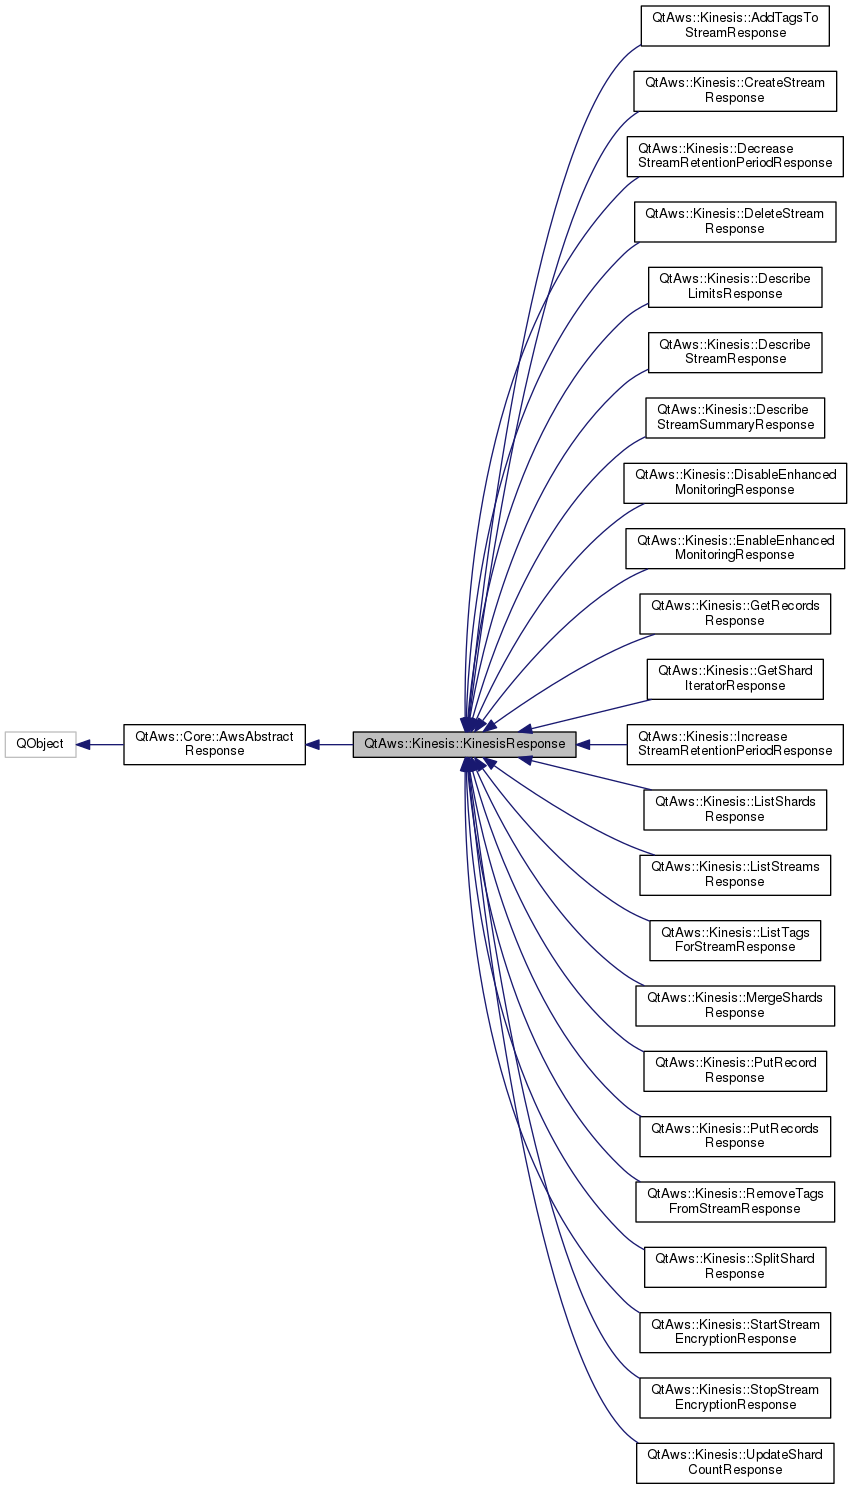 QtAws::Kinesis::AddTagsTo
StreamResponse
QtAws::Kinesis::CreateStream
Response
QtAws::Kinesis::Decrease
StreamRetentionPeriodResponse
QtAws::Kinesis::DeleteStream
Response
QtAws::Kinesis::Describe
LimitsResponse
QtAws::Kinesis::Describe
StreamResponse
QtAws::Kinesis::Describe
StreamSummaryResponse
QtAws::Kinesis::DisableEnhanced
MonitoringResponse
QtAws::Kinesis::EnableEnhanced
MonitoringResponse
QtAws::Kinesis::GetRecords
Response
QtAws::Kinesis::GetShard
IteratorResponse
QObject
QtAws::Core::AwsAbstract
Response
QtAws::Kinesis::KinesisResponse
QtAws::Kinesis::Increase
StreamRetentionPeriodResponse
QtAws::Kinesis::ListShards
Response
QtAws::Kinesis::ListStreams
Response
QtAws::Kinesis::ListTags
ForStreamResponse
QtAws::Kinesis::MergeShards
Response
QtAws::Kinesis::PutRecord
Response
QtAws::Kinesis::PutRecords
Response
QtAws::Kinesis::RemoveTags
FromStreamResponse
QtAws::Kinesis::SplitShard
Response
QtAws::Kinesis::StartStream
EncryptionResponse
QtAws::Kinesis::StopStream
EncryptionResponse
QtAws::Kinesis::UpdateShard
CountResponse